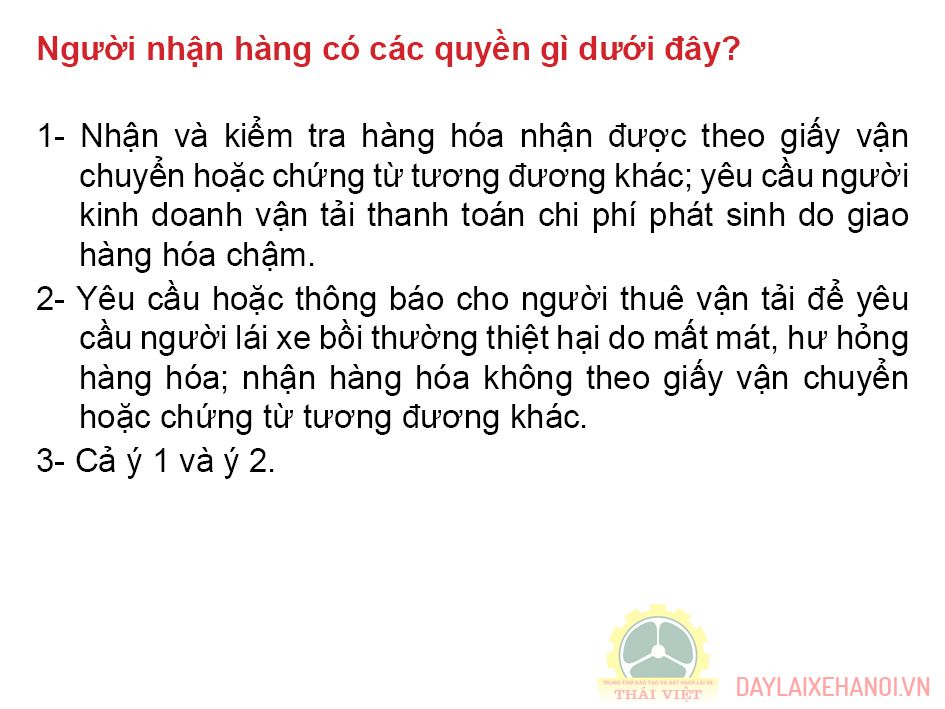 Người nhận hàng có các quyền gì dưới đây?
1- Nhận và kiểm tra hàng hóa nhận được theo giấy vận
chuyển hoặc chứng từ tương đương khác; yêu cầu người
kinh doanh vận tải thanh toán chi phí phát sinh do giao
hàng hóa chậm.
2- Yêu cầu hoặc thông báo cho người thuê vận tải để yêu
cầu người lái xe bồi thường thiệt hại do mất mát, hư hỏng
hàng hóa; nhận hàng hóa không theo giấy vận chuyển
hoặc chứng từ tương đương khác.
3- Cả ý 1 và ý 2.
TRUNG TÂM ĐÀO TẠO VÀ SÁT HẠCH LÁI XE
THÁI VIỆT
DAYLAIXEHANOI.VN